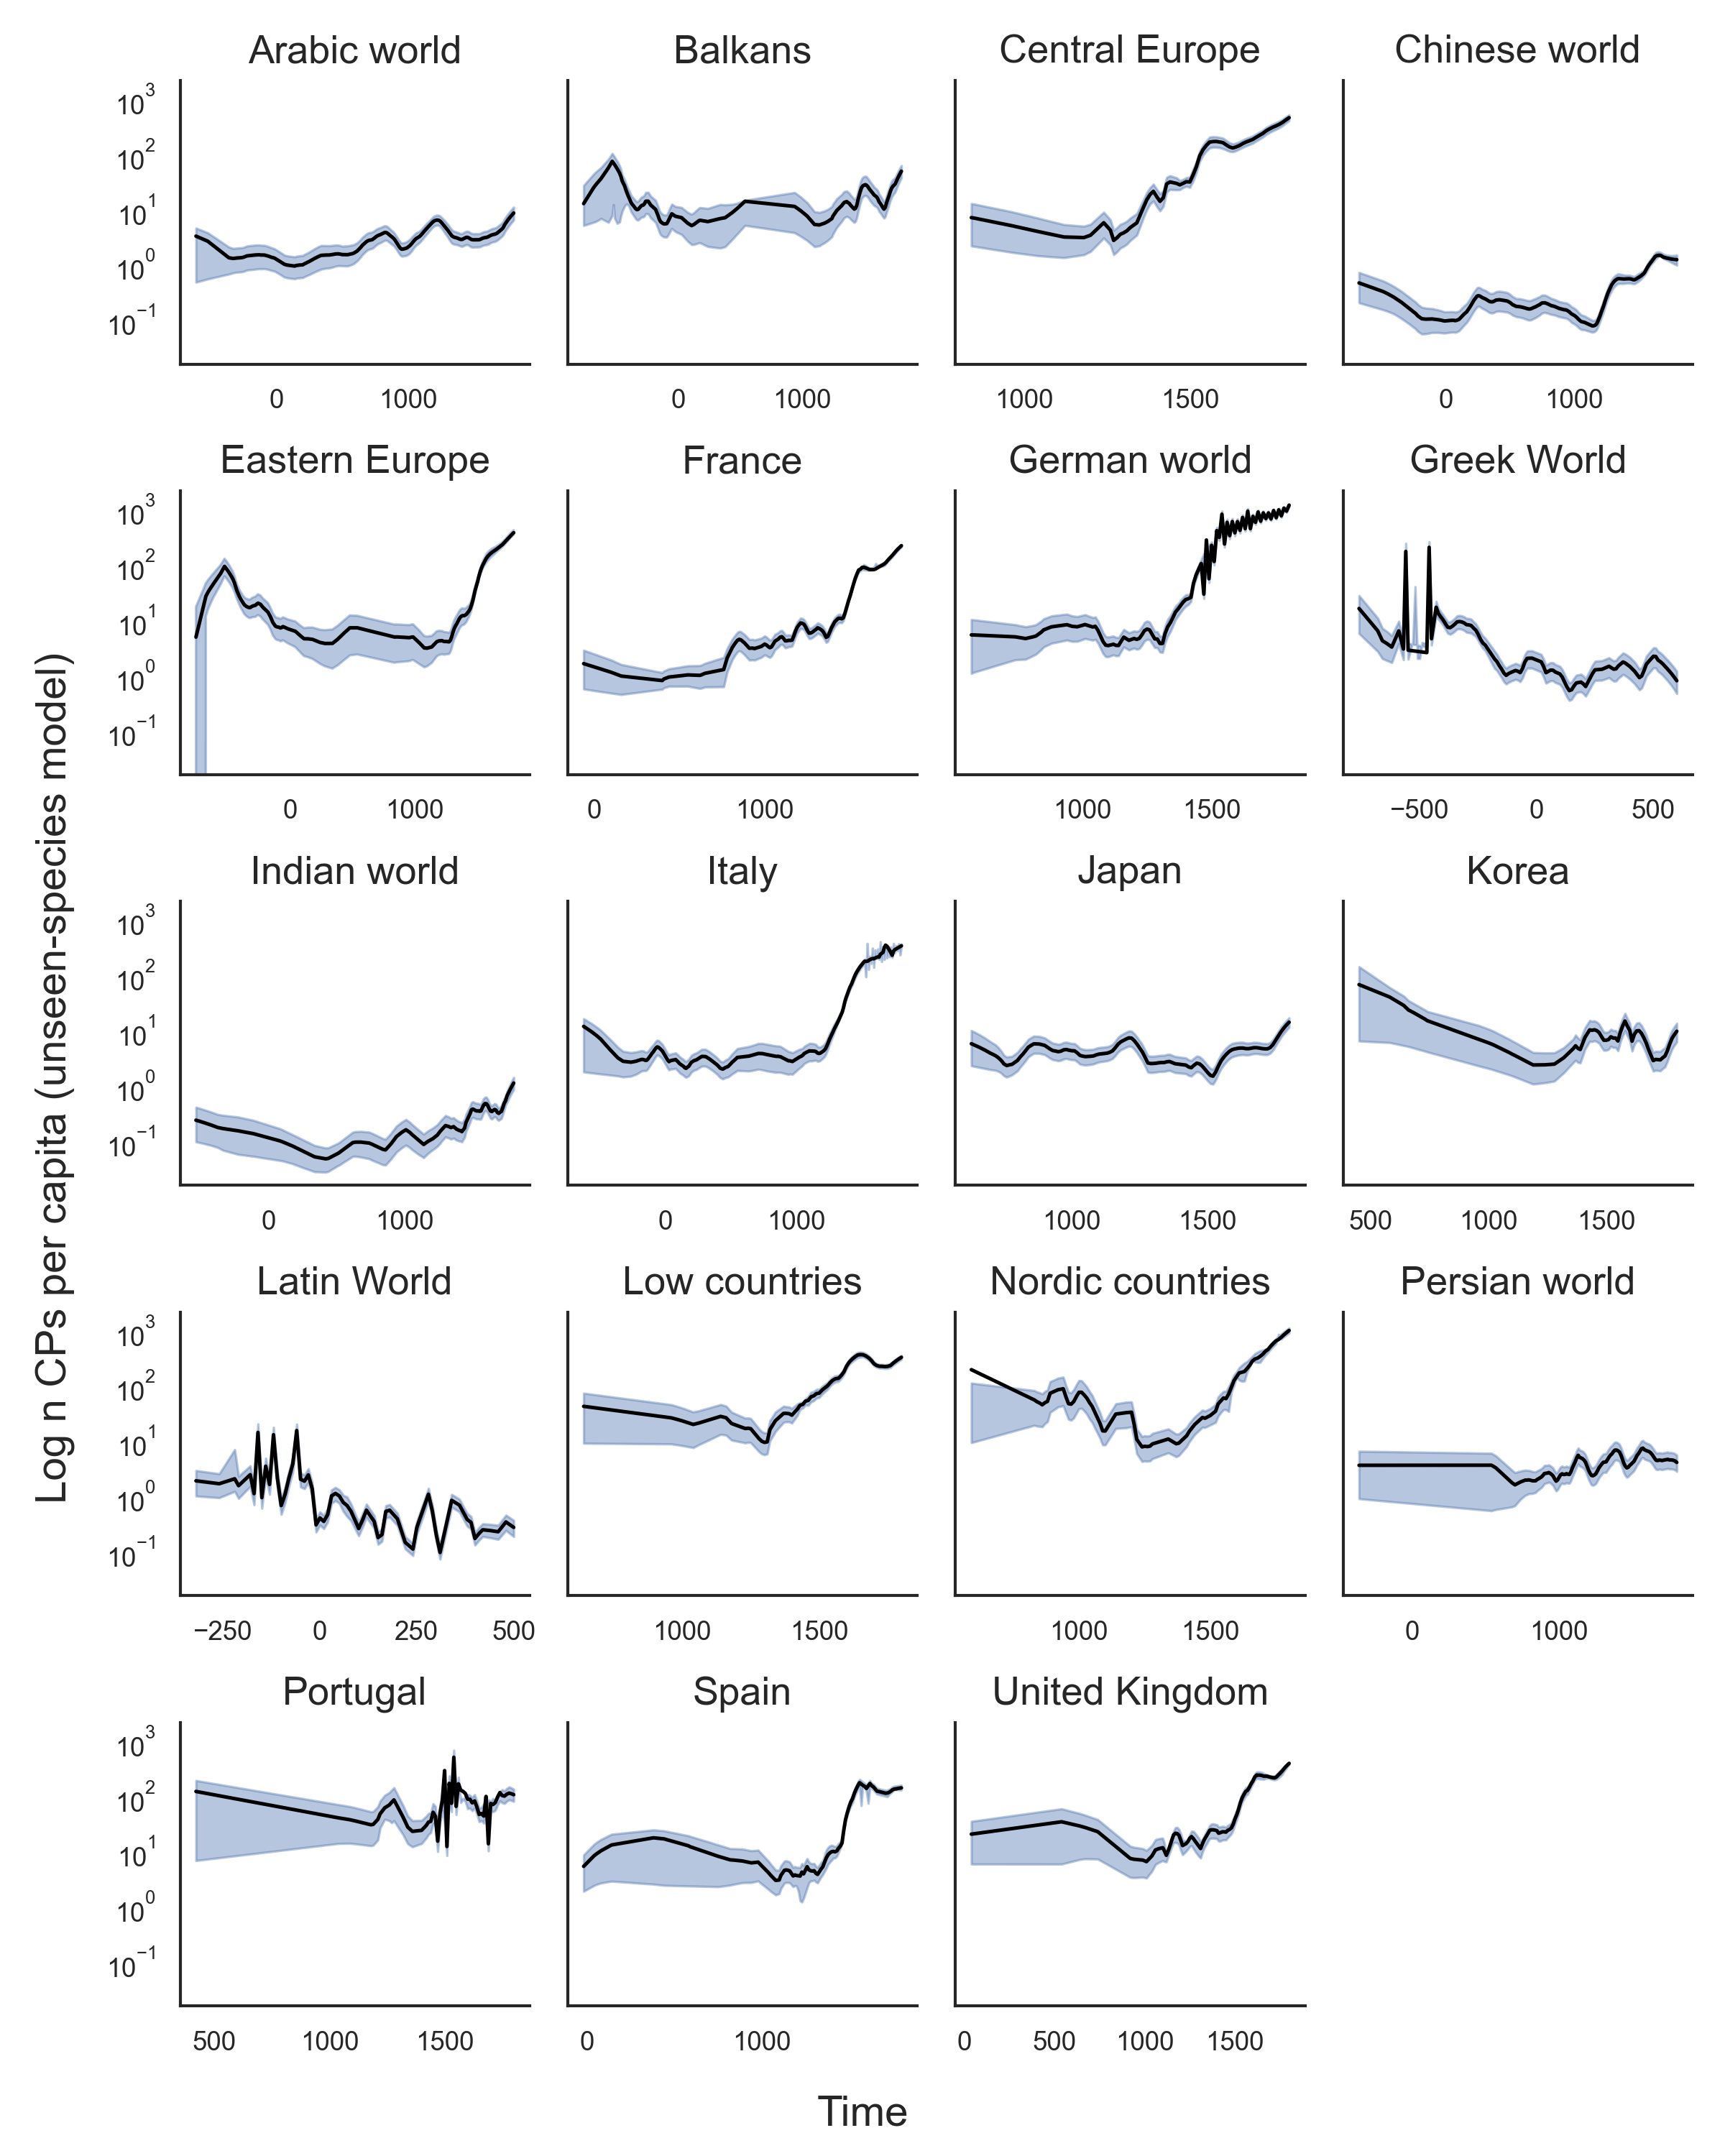 Log n CPs per capita (unseen-species model)
Arabic world
Balkans
Central Europe
Chinese world
10³
10²
10¹
10⁰
10⁻¹
0 1000
0 1000
1000 1500
0 1000
Eastern Europe
France
German world
Greek World
10³
10²
10¹
10⁰
10⁻¹
0 1000
0 1000
1000 1500
−500 0 500
Indian world
Italy
Japan
Korea
10³
10²
10¹
10⁰
10⁻¹
0 1000
0 1000
1000 1500
500 1000 1500
Latin World
Low countries
Nordic countries
Persian world
10³
10²
10¹
10⁰
10⁻¹
−250 0 250 500
1000 1500
1000 1500
0 1000
Portugal
Spain
United Kingdom
10³
10²
10¹
10⁰
10⁻¹
500 1000 1500
0 1000
0 500 1000 1500
Time